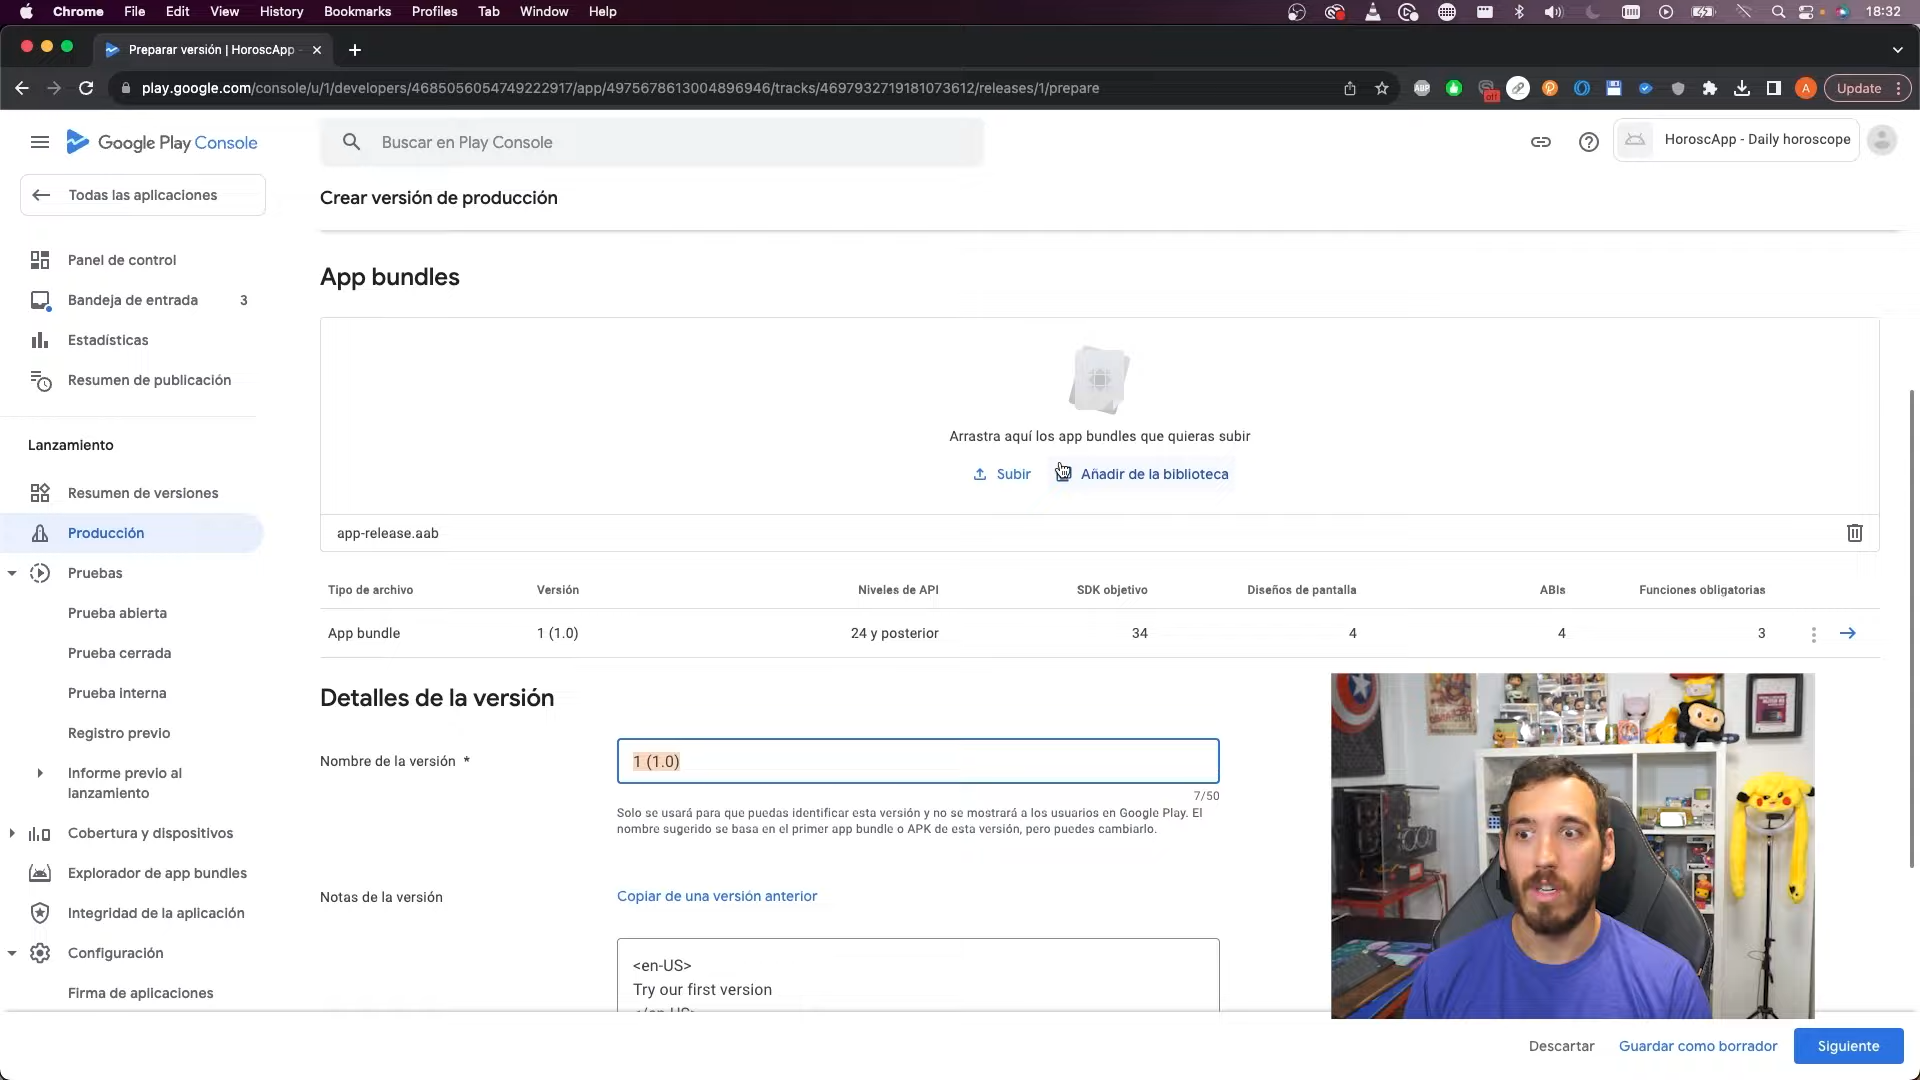 Chrome File Edit View History Bookmarks Profiles Tab Window Help 18:32
Preparar versión | HoroscApp -
play.google.com/console/u/1/developers/4685056054749222917/app/4975678613004896946/tracks/4697932719181073612/releases/1/prepare
ABP
off
A
Update
Google Play Console
Buscar en Play Console
HoroscApp - Daily horoscope
Todas las aplicaciones
Crear versión de producción
Panel de control
Bandeja de entrada 3
Estadísticas
Resumen de publicación
Lanzamiento
Resumen de versiones
Producción
Pruebas
Prueba abierta
Prueba cerrada
Prueba interna
Registro previo
Informe previo al
lanzamiento
Cobertura y dispositivos
Explorador de app bundles
Integridad de la aplicación
Configuración
Firma de aplicaciones
App bundles
Arrastra aquí los app bundles que quieras subir
Subir Añadir de la biblioteca
app-release.aab
Tipo de archivo Versión Niveles de API SDK objetivo Diseños de pantalla ABIs Funciones obligatorias
App bundle 1 (1.0) 24 y posterior 34 4 4 3
Detalles de la versión
Nombre de la versión *
1 (1.0)
7/50
Solo se usará para que puedas identificar esta versión y no se mostrará a los usuarios en Google Play. El
nombre sugerido se basa en el primer app bundle o APK de esta versión, pero puedes cambiarlo.
Notas de la versión
Copiar de una versión anterior
<en-US>
Try our first version
Descartar Guardar como borrador Siguiente